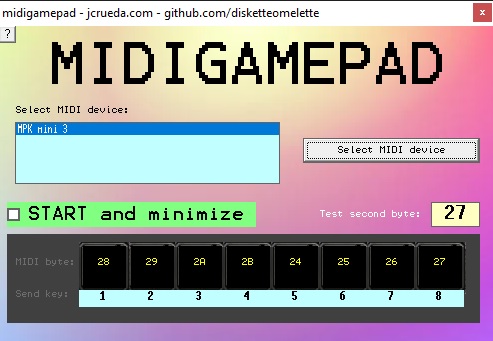 midigamepad - jcrueda.com - github.com/disketteomelette
x
?
MIDIGAMEPAD
Select MIDI device:
MPK mini 3
Select MIDI device
START and minimize
Test second byte: 27
MIDI byte: 28 29 2A 2B 24 25 26 27
Send key: 1 2 3 4 5 6 7 8